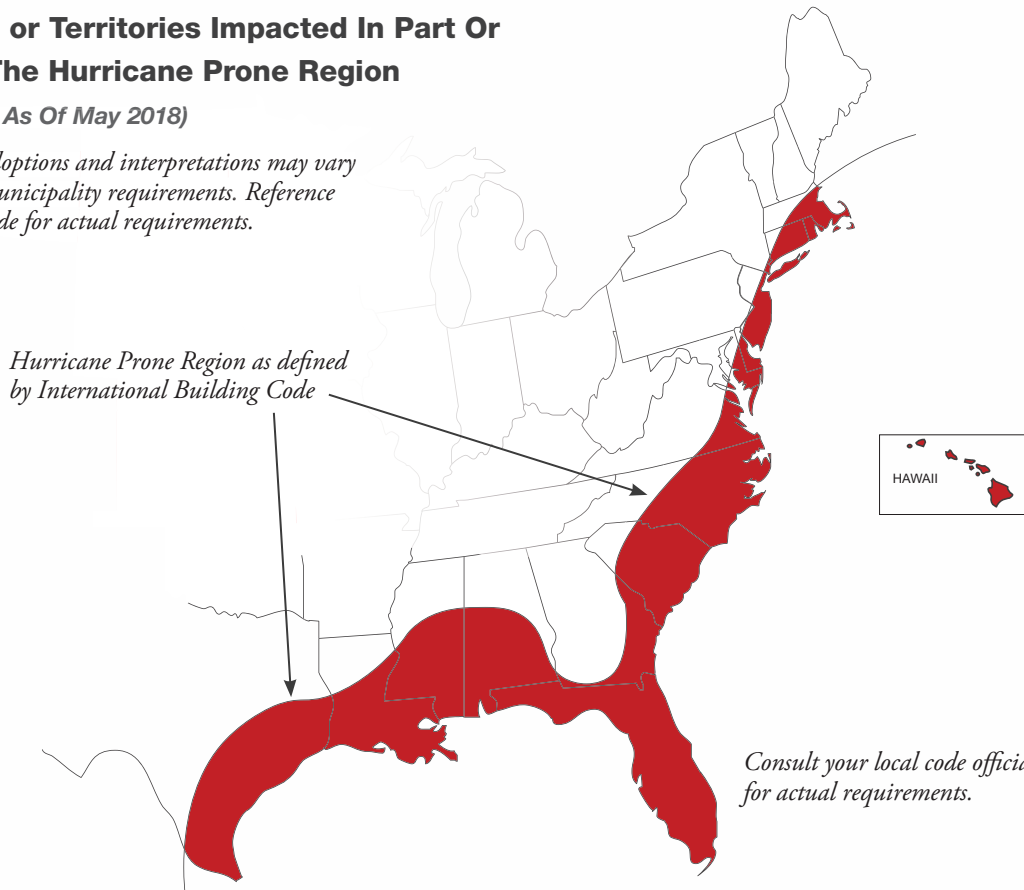 or Territories Impacted In Part Or
The Hurricane Prone Region
As Of May 2018)
options and interpretations may vary
unicipality requirements. Reference
de for actual requirements.
Hurricane Prone Region as defined
by International Building Code
HAWAII
Consult your local code officia
for actual requirements.